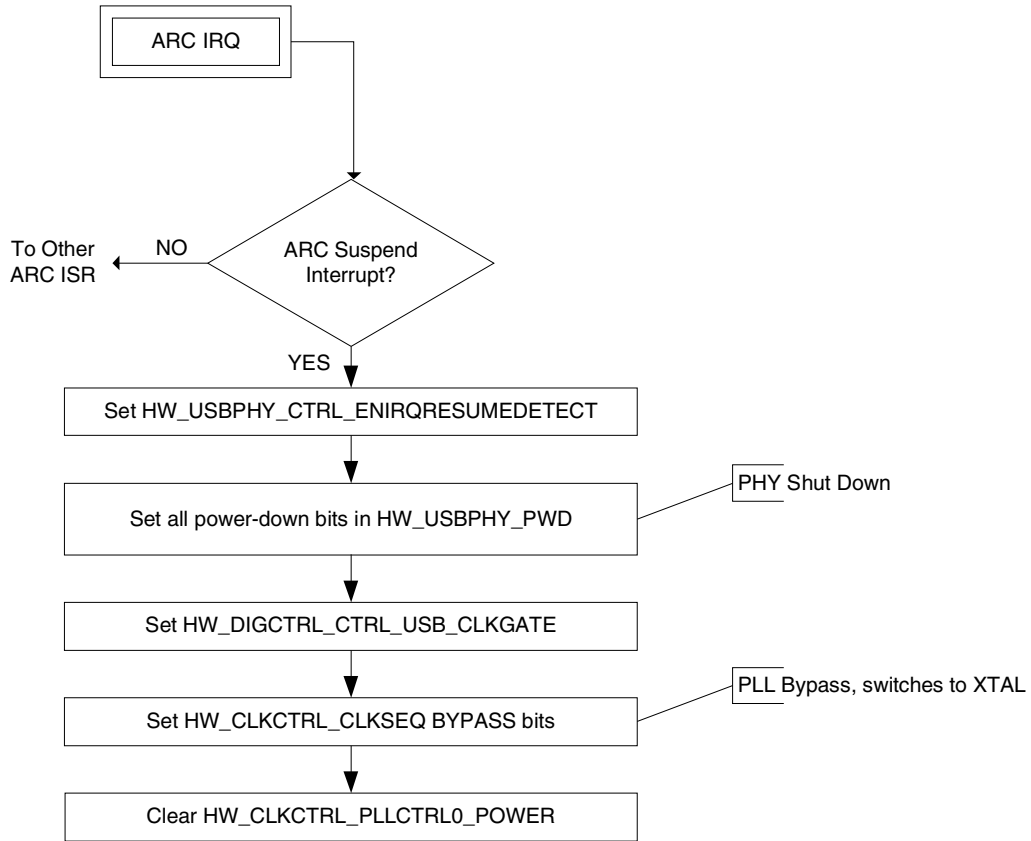 ARC IRQ
ARC Suspend
Interrupt?
NO
To Other
ARC ISR
YES
Set HW_USBPHY_CTRL_ENIRQRESUMEDETECT
PHY Shut Down
Set all power-down bits in HW_USBPHY_PWD
Set HW_DIGCTRL_CTRL_USB_CLKGATE
PLL Bypass, switches to XTAL
Set HW_CLKCTRL_CLKSEQ BYPASS bits
Clear HW_CLKCTRL_PLLCTRL0_POWER